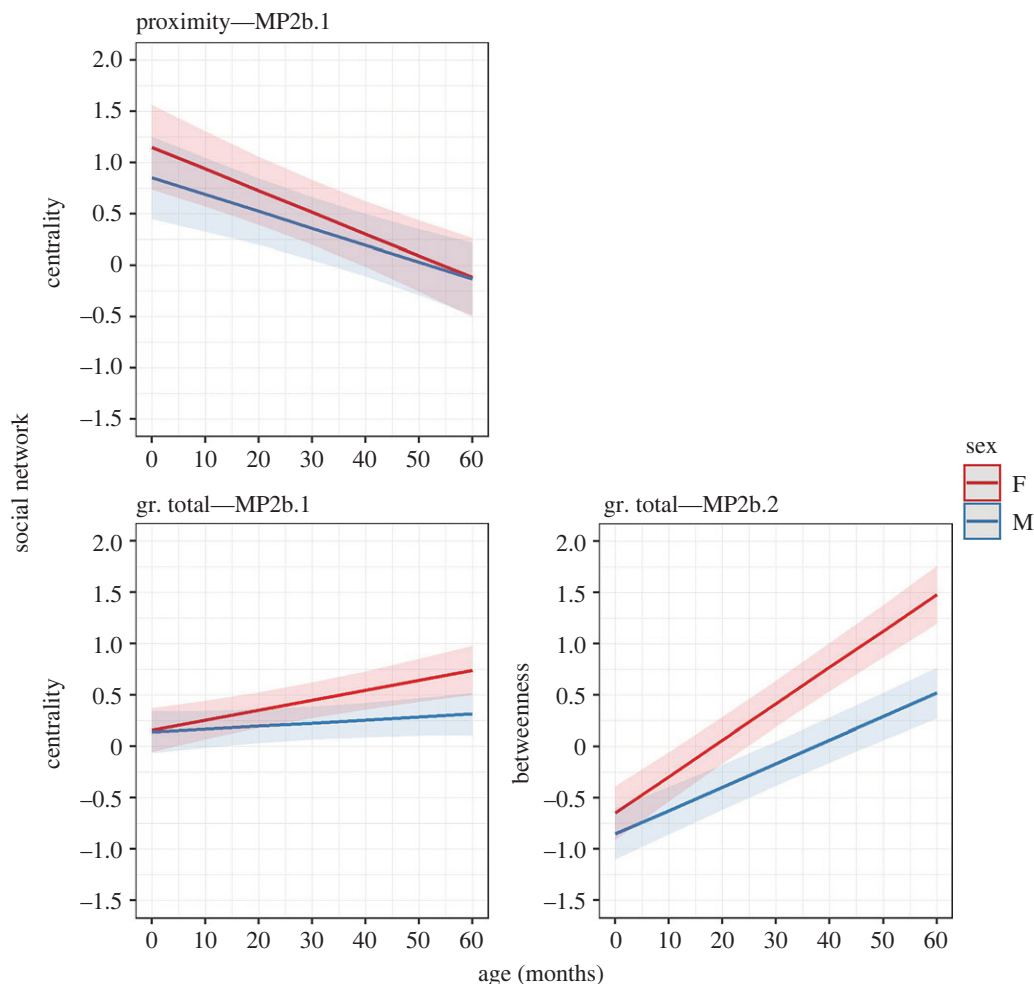 proximity—MP2b.1
2.0
1.5
1.0
0.5
0
–0.5
–1.0
–1.5
centrality
0 10 20 30 40 50 60
social network
gr. total—MP2b.1
2.0
1.5
1.0
0.5
0
–0.5
–1.0
–1.5
centrality
0 10 20 30 40 50 60
gr. total—MP2b.2
2.0
1.5
1.0
0.5
0
–0.5
–1.0
–1.5
betweenness
0 10 20 30 40 50 60
age (months)
sex
F
M